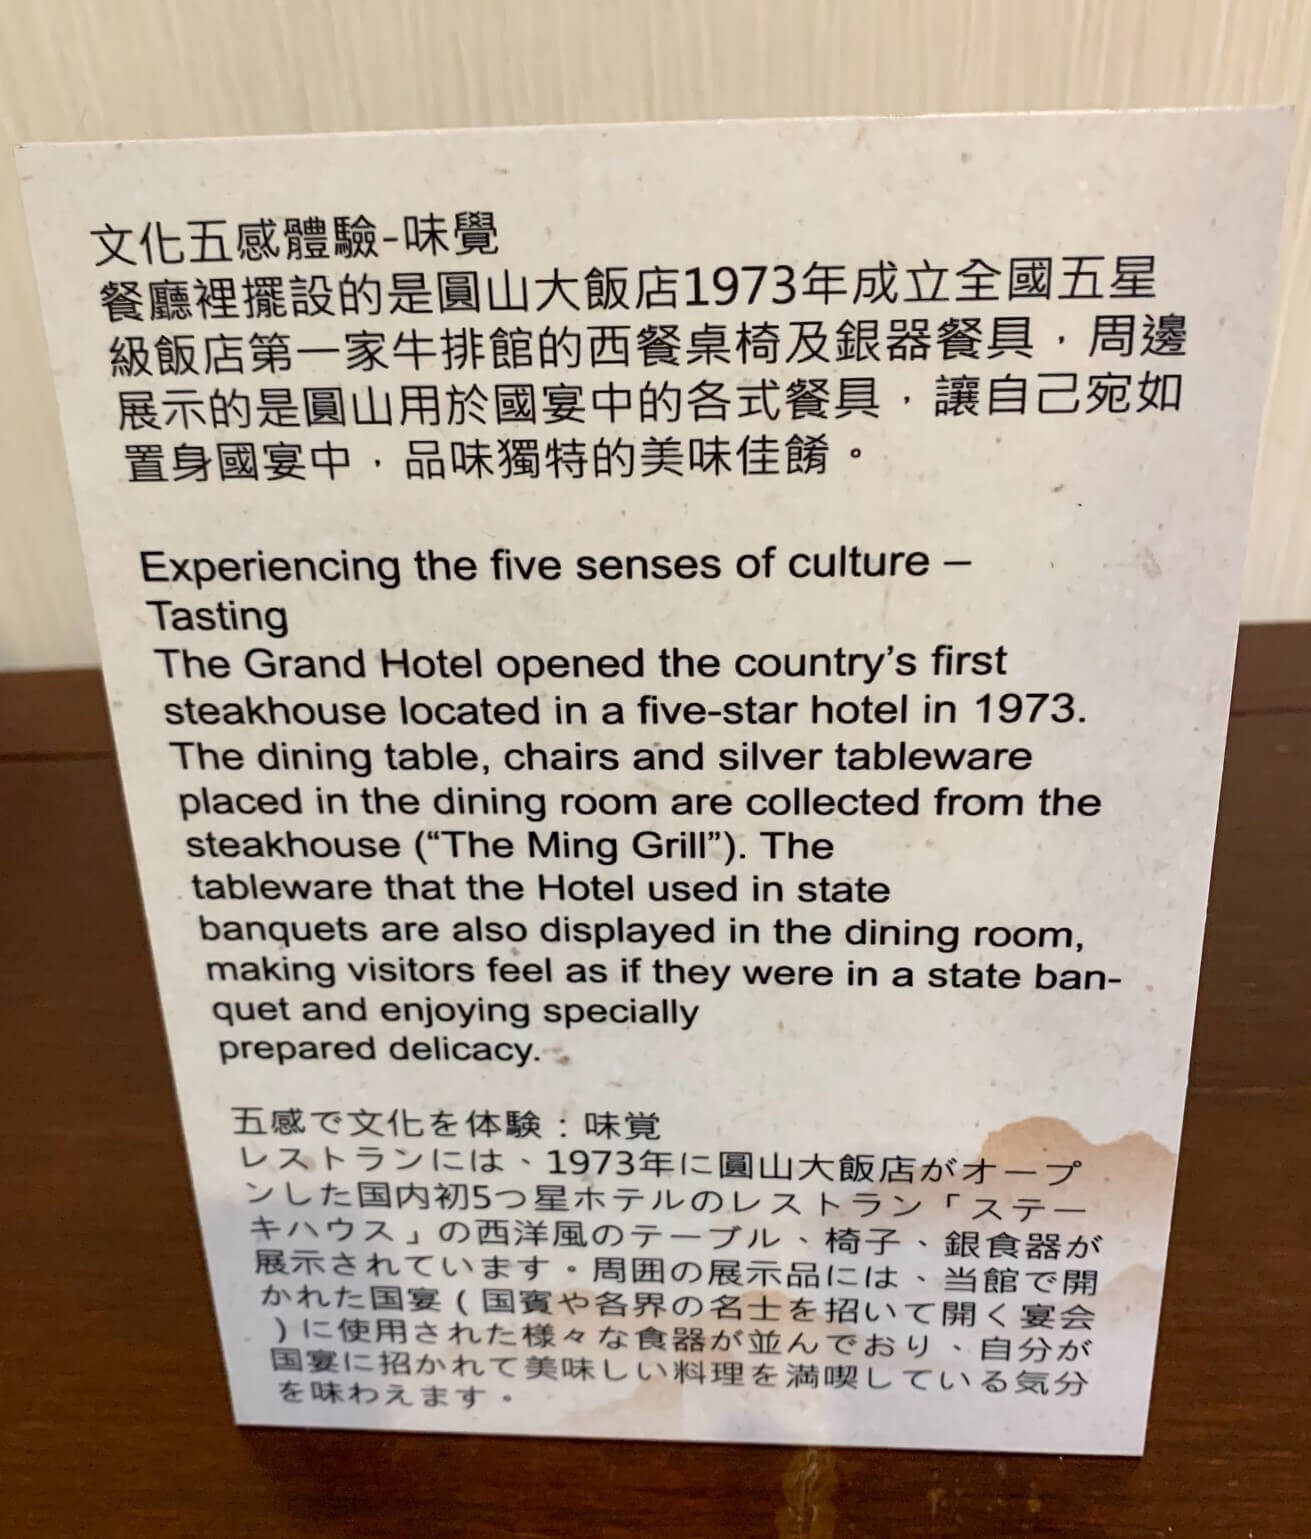 文化五感體驗-味覺
餐廳裡擺設的是圓山大飯店1973年成立全國五星
級飯店第一家牛排館的西餐桌椅及銀器餐具，周邊
展示的是圓山用於國宴中的各式餐具，讓自己宛如
置身國宴中，品味獨特的美味佳餚。
Experiencing the five senses of culture –
Tasting
The Grand Hotel opened the country’s first
steakhouse located in a five-star hotel in 1973.
The dining table, chairs and silver tableware
placed in the dining room are collected from the
steakhouse (“The Ming Grill”). The
tableware that the Hotel used in state
banquets are also displayed in the dining room,
making visitors feel as if they were in a state ban-
quet and enjoying specially
prepared delicacy.
五感で文化を体験：味覚
レストランには、1973年に圓山大飯店がオープ
ンした国内初5つ星ホテルのレストラン「ステー
キハウス」の西洋風のテーブル、椅子、銀食器が
展示されています。周囲の展示品には、当館で開
かれた国宴(国賓や各界の名士を招いて開く宴会
)に使用された様々な食器が並んでおり、自分が
国宴に招かれて美味しい料理を満喫している気分
を味わえます。